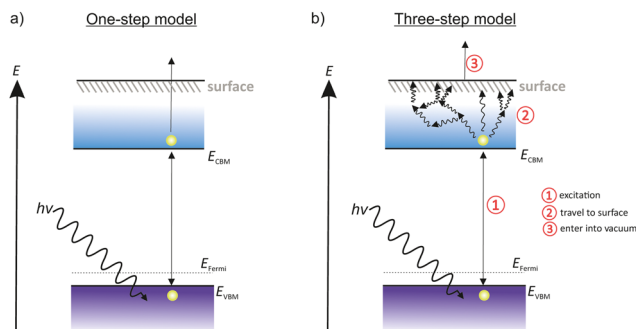 a)
One-step model
E
surface
E_CBM
hν
E_Fermi
E_VBM
b)
Three-step model
E
3
surface
2
E_CBM
1
1 excitation
2 travel to surface
3 enter into vacuum
hν
E_Fermi
E_VBM